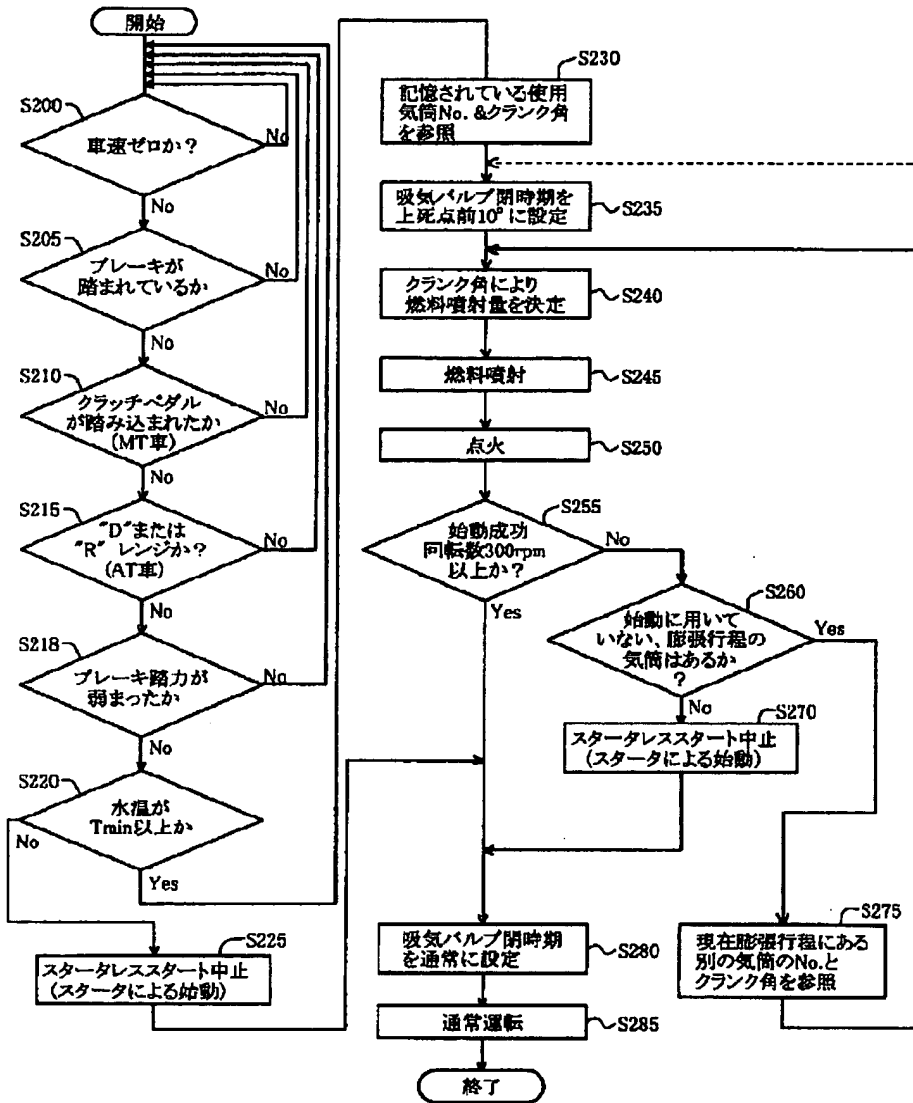 開始
S200
車速ゼロか?
No
No
S205
ブレーキが
踏まれているか
No
No
S210
クラッチペダル
が踏み込まれたか
(MT車)
No
No
S215
"D"または
"R" レンジか?
(AT車)
No
No
S218
ブレーキ踏力が
弱まったか
No
No
S220
水温が
Tmin以上か
No
Yes
S225
スタータレススタート中止
(スタータによる始動)
S230
記憶されている使用
気筒No.&クランク角
を参照
吸気バルブ閉時期を
上死点前10°に設定
S235
クランク角により
燃料噴射量を決定
S240
燃料噴射
S245
点火
S250
S255
始動成功
回転数300rpm
以上か?
No
Yes
S260
始動に用いて
いない、膨張行程の
気筒はあるか
?
Yes
No
S270
スタータレススタート中止
(スタータによる始動)
S275
現在膨張行程にある
別の気筒のNo.と
クランク角を参照
吸気バルブ閉時期
を通常に設定
S280
通常運転
S285
終了